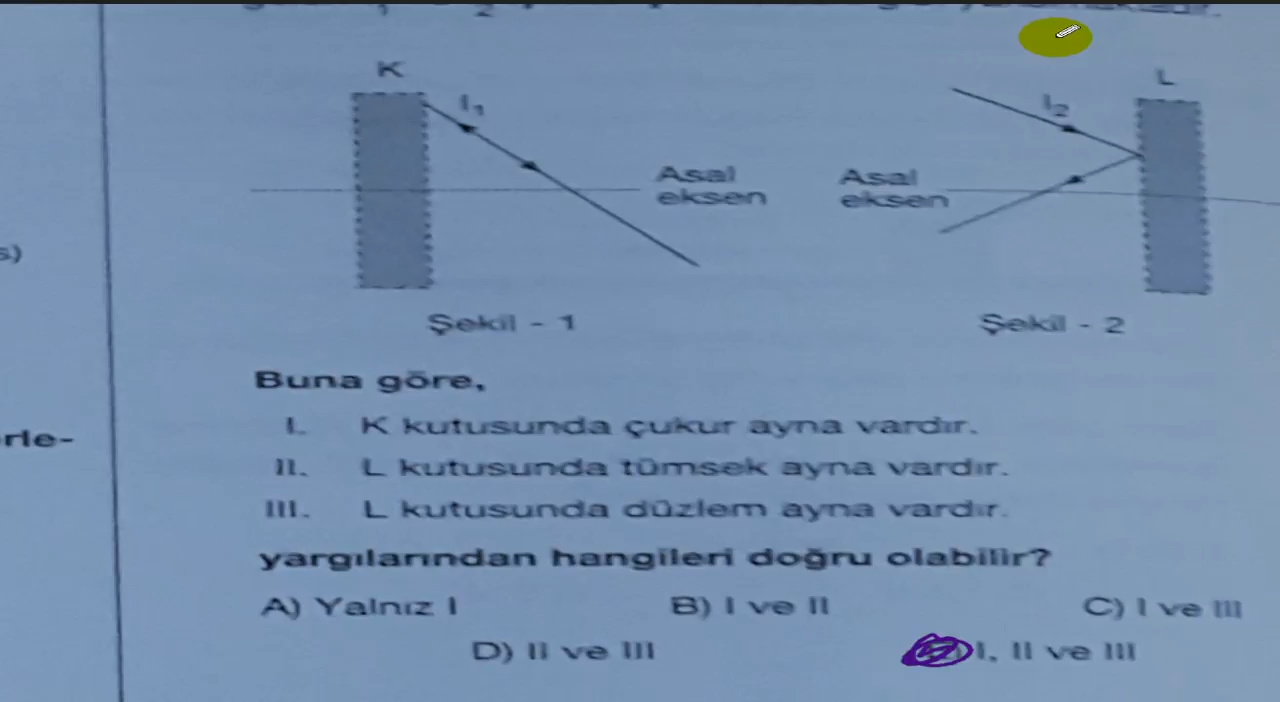 K
I₁
L
I₂
Asal
eksen
Asal
eksen
Şekil - 1
Şekil - 2
Buna göre,
I. K kutusunda çukur ayna vardır.
II. L kutusunda tümsek ayna vardır.
III. L kutusunda düzlem ayna vardır.
yargılarından hangileri doğru olabilir?
A) Yalnız I
B) I ve II
C) I ve III
D) II ve III
I, II ve III
s)
rle-